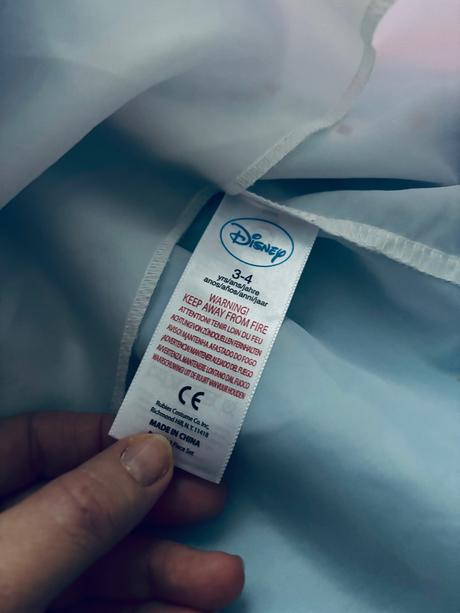 Disney
3-4
yrs/ans/jahre
anos/años/anni/jaar
WARNING!
KEEP AWAY FROM FIRE
ATTENTION! TENIR LOIN DU FEU
ACHTUNG! VON ZÜNDQUELLEN FERNHALTEN
AVISO! MANTENHA AFASTADO DO FOGO
¡ADVERTENCIA! MANTENER ALEJADO DEL FUEGO
AVVERTENZA: MANTENERE LONTANO DAL FUOCO
WAARSCHUWING! UIT DE BUURT VAN VUUR HOUDEN
CE
Rubies Costume Co. Inc.
Richmond Hill, N.Y. 11418
MADE IN CHINA
Piece Set